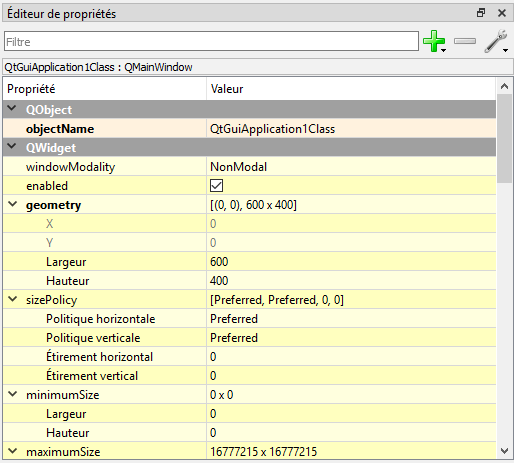 Éditeur de propriétés
Filtre
QtGuiApplication1Class : QMainWindow
Propriété Valeur
QObject
objectName QtGuiApplication1Class
QWidget
windowModality NonModal
enabled
geometry [(0, 0), 600 x 400]
X 0
Y 0
Largeur 600
Hauteur 400
sizePolicy [Preferred, Preferred, 0, 0]
Politique horizontale Preferred
Politique verticale Preferred
Étirement horizontal 0
Étirement vertical 0
minimumSize 0 x 0
Largeur 0
Hauteur 0
maximumSize 16777215 x 16777215